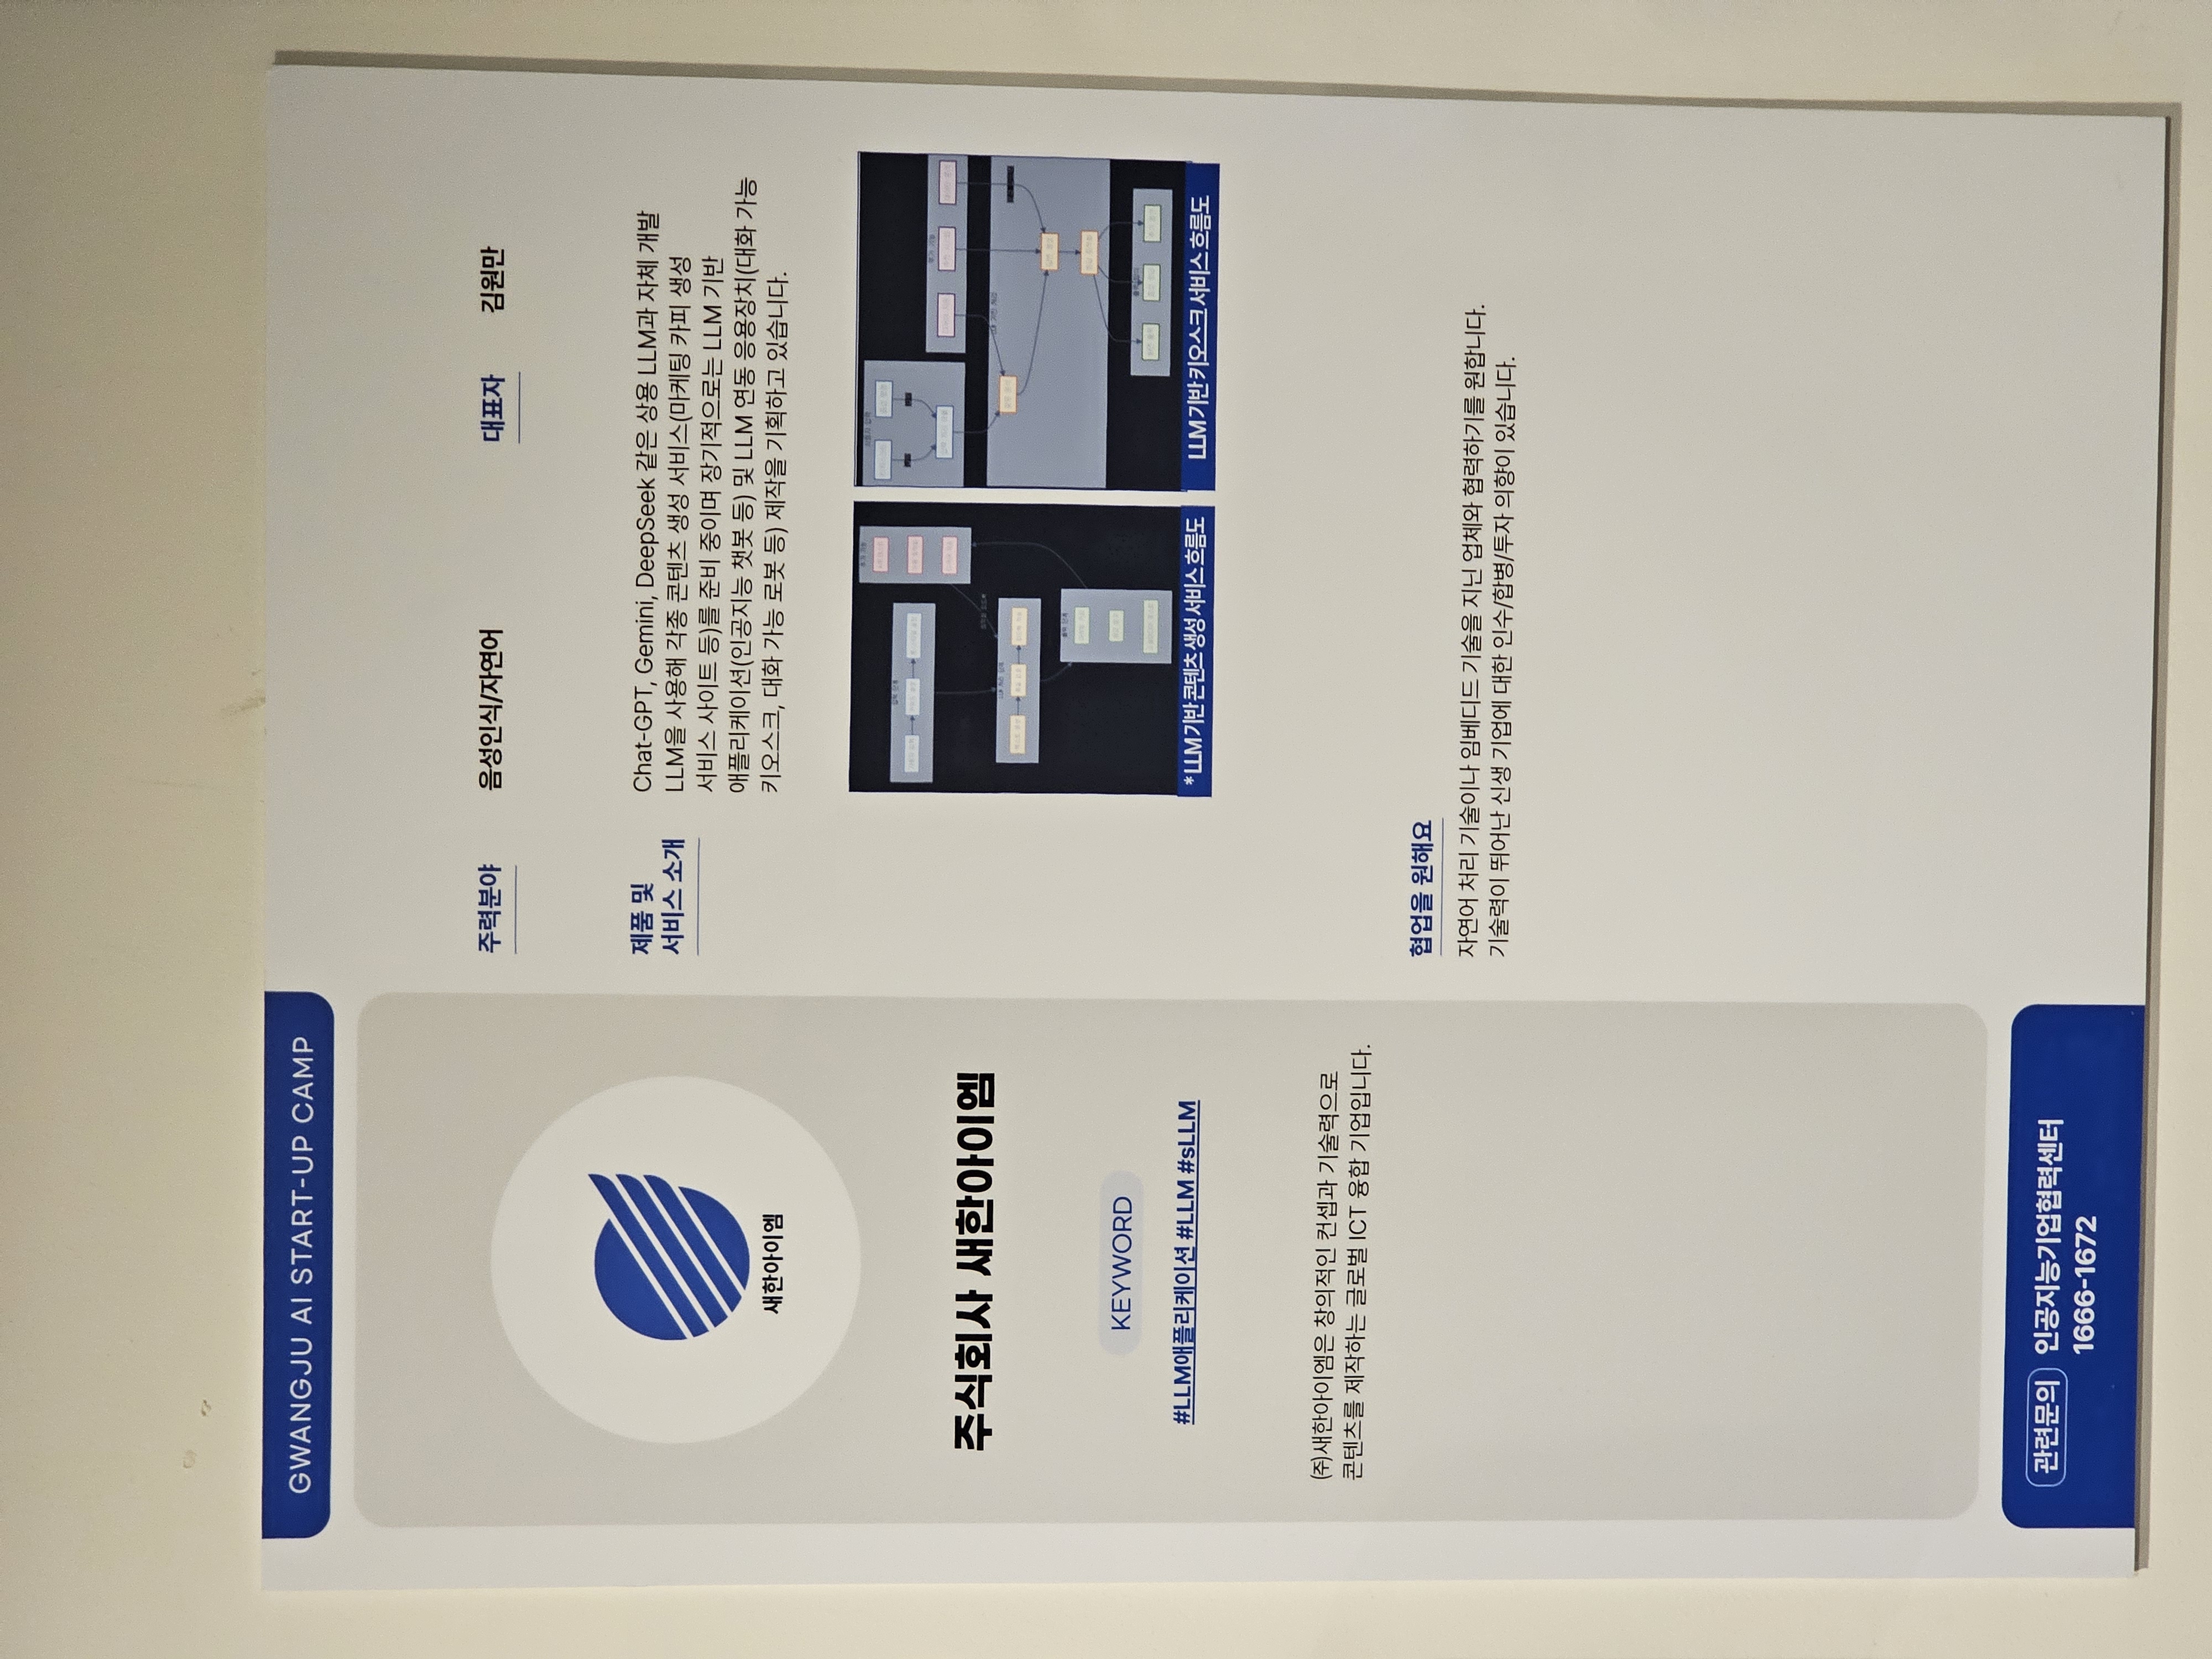 GWANGJU AI START-UP CAMP
새한아이엠
주식회사 새한아이엠
KEYWORD
#LLM애플리케이션 #LLM #sLLM
㈜새한아이엠은 창의적인 컨셉과 기술력으로
콘텐츠를 제작하는 글로벌 ICT 융합 기업입니다.
관련문의 인공지능기업협력센터
1666-1672
주력분야 음성인식/자연어 대표자 김원만
제품 및
서비스 소개
Chat-GPT, Gemini, DeepSeek 같은 상용 LLM과 자체 개발
LLM을 사용해 각종 콘텐츠 생성 서비스(마케팅 카피 생성
서비스 사이트 등)를 준비 중이며 장기적으로는 LLM 기반
애플리케이션(인공지능 챗봇 등) 및 LLM 연동 응용장치(대화 가능
키오스크, 대화 가능 로봇 등) 제작을 기획하고 있습니다.
입력 단계
출력 단계
사용자 입력
* LLM 기반 콘텐츠 생성 서비스 흐름도
LLM 기반 키오스크 서비스 흐름도
협업을 원해요
자연어 처리 기술이나 임베디드 기술을 지닌 업체와 협력하기를 원합니다.
기술력이 뛰어난 신생 기업에 대한 인수/합병/투자 의향이 있습니다.